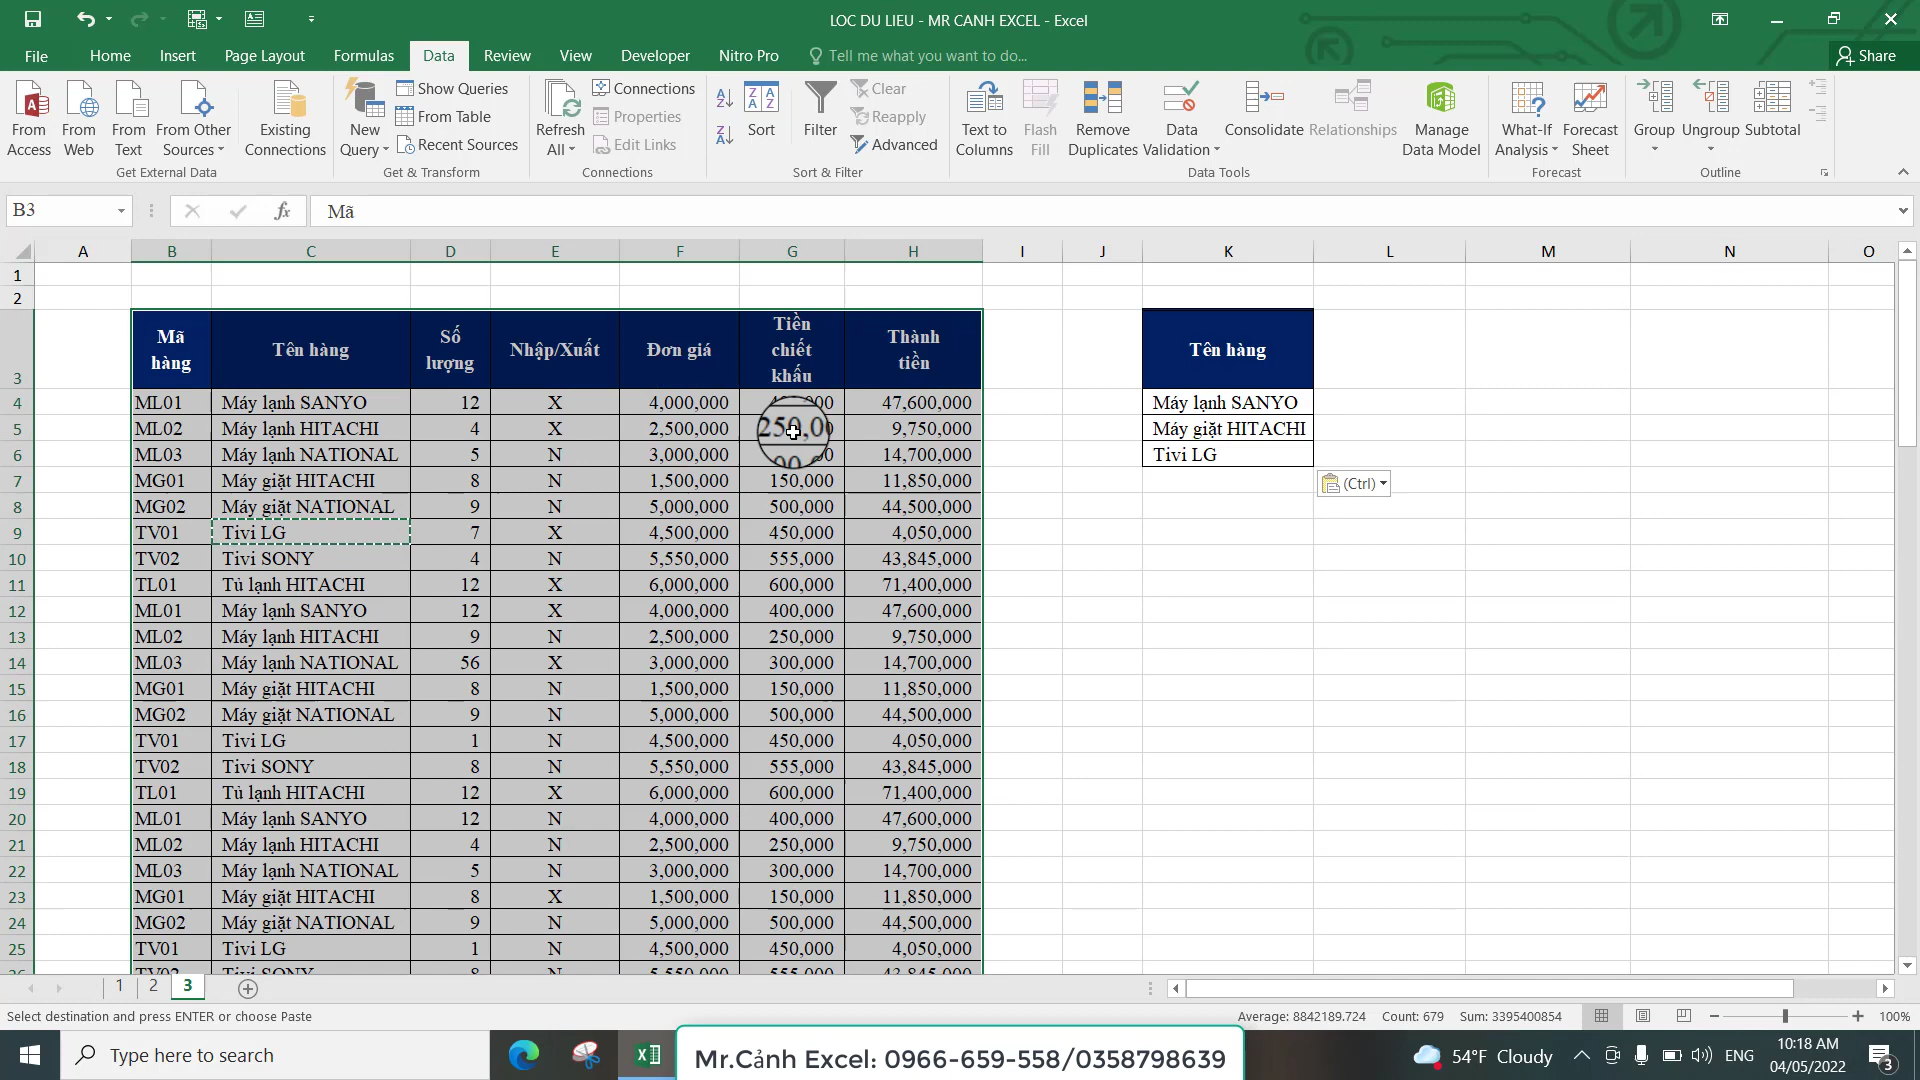 LOC DU LIEU - MR CANH EXCEL - Excel
File Home Insert Page Layout Formulas Data Review View Developer Nitro Pro Tell me what you want to do... Share
From Access
From Web
From Text
From Other Sources
Existing Connections
Get External Data
New Query
Show Queries
From Table
Recent Sources
Get & Transform
Refresh All
Connections
Properties
Edit Links
Connections
Sort
Filter
Clear
Reapply
Advanced
Sort & Filter
Text to Columns
Flash Fill
Remove Duplicates
Data Validation
Consolidate
Relationships
Manage Data Model
Data Tools
What-If Analysis
Forecast Sheet
Forecast
Group
Ungroup
Subtotal
Outline
B3 fx Mã
A B C D E F G H I J K L M N O
1
2
3 Mã hàng Tên hàng Số lượng Nhập/Xuất Đơn giá Tiền chiết khấu Thành tiền Tên hàng
4 ML01 Máy lạnh SANYO 12 X 4,000,000 47,600,000 Máy lạnh SANYO
5 ML02 Máy lạnh HITACHI 4 X 2,500,000 250,00 9,750,000 Máy giặt HITACHI
6 ML03 Máy lạnh NATIONAL 5 N 3,000,000 14,700,000 Tivi LG
7 MG01 Máy giặt HITACHI 8 N 1,500,000 150,000 11,850,000 (Ctrl)
8 MG02 Máy giặt NATIONAL 9 N 5,000,000 500,000 44,500,000
9 TV01 Tivi LG 7 X 4,500,000 450,000 4,050,000
10 TV02 Tivi SONY 4 N 5,550,000 555,000 43,845,000
11 TL01 Tủ lạnh HITACHI 12 X 6,000,000 600,000 71,400,000
12 ML01 Máy lạnh SANYO 12 X 4,000,000 400,000 47,600,000
13 ML02 Máy lạnh HITACHI 9 N 2,500,000 250,000 9,750,000
14 ML03 Máy lạnh NATIONAL 56 X 3,000,000 300,000 14,700,000
15 MG01 Máy giặt HITACHI 8 N 1,500,000 150,000 11,850,000
16 MG02 Máy giặt NATIONAL 9 N 5,000,000 500,000 44,500,000
17 TV01 Tivi LG 1 N 4,500,000 450,000 4,050,000
18 TV02 Tivi SONY 8 N 5,550,000 555,000 43,845,000
19 TL01 Tủ lạnh HITACHI 12 X 6,000,000 600,000 71,400,000
20 ML01 Máy lạnh SANYO 12 N 4,000,000 400,000 47,600,000
21 ML02 Máy lạnh HITACHI 4 N 2,500,000 250,000 9,750,000
22 ML03 Máy lạnh NATIONAL 5 N 3,000,000 300,000 14,700,000
23 MG01 Máy giặt HITACHI 8 X 1,500,000 150,000 11,850,000
24 MG02 Máy giặt NATIONAL 9 N 5,000,000 500,000 44,500,000
25 TV01 Tivi LG 1 N 4,500,000 450,000 4,050,000
26 TV02 Tivi SONY 8 N 5,550,000 555,000 43,845,000
1 2 3
Select destination and press ENTER or choose Paste Average: 8842189.724 Count: 679 Sum: 3395400854 100%
Type here to search
Mr.Cảnh Excel: 0966-659-558/0358798639
54°F Cloudy ENG 10:18 AM
04/05/2022 3